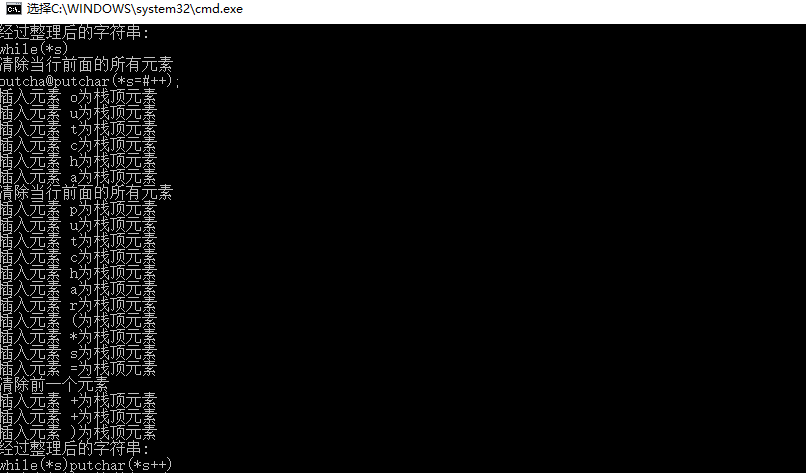 选择C:\WINDOWS\system32\cmd.exe
经过整理后的字符串:
while(*s)
清除当行前面的所有元素
outcha@putchar(*s=#++);
插入元素 o为栈顶元素
插入元素 u为栈顶元素
插入元素 t为栈顶元素
插入元素 c为栈顶元素
插入元素 h为栈顶元素
插入元素 a为栈顶元素
清除当行前面的所有元素
插入元素 p为栈顶元素
插入元素 u为栈顶元素
插入元素 t为栈顶元素
插入元素 c为栈顶元素
插入元素 h为栈顶元素
插入元素 a为栈顶元素
插入元素 r为栈顶元素
插入元素 (为栈顶元素
插入元素 *为栈顶元素
插入元素 s为栈顶元素
插入元素 =为栈顶元素
清除前一个元素
插入元素 +为栈顶元素
插入元素 +为栈顶元素
插入元素 )为栈顶元素
经过整理后的字符串:
while(*s)putchar(*s++)